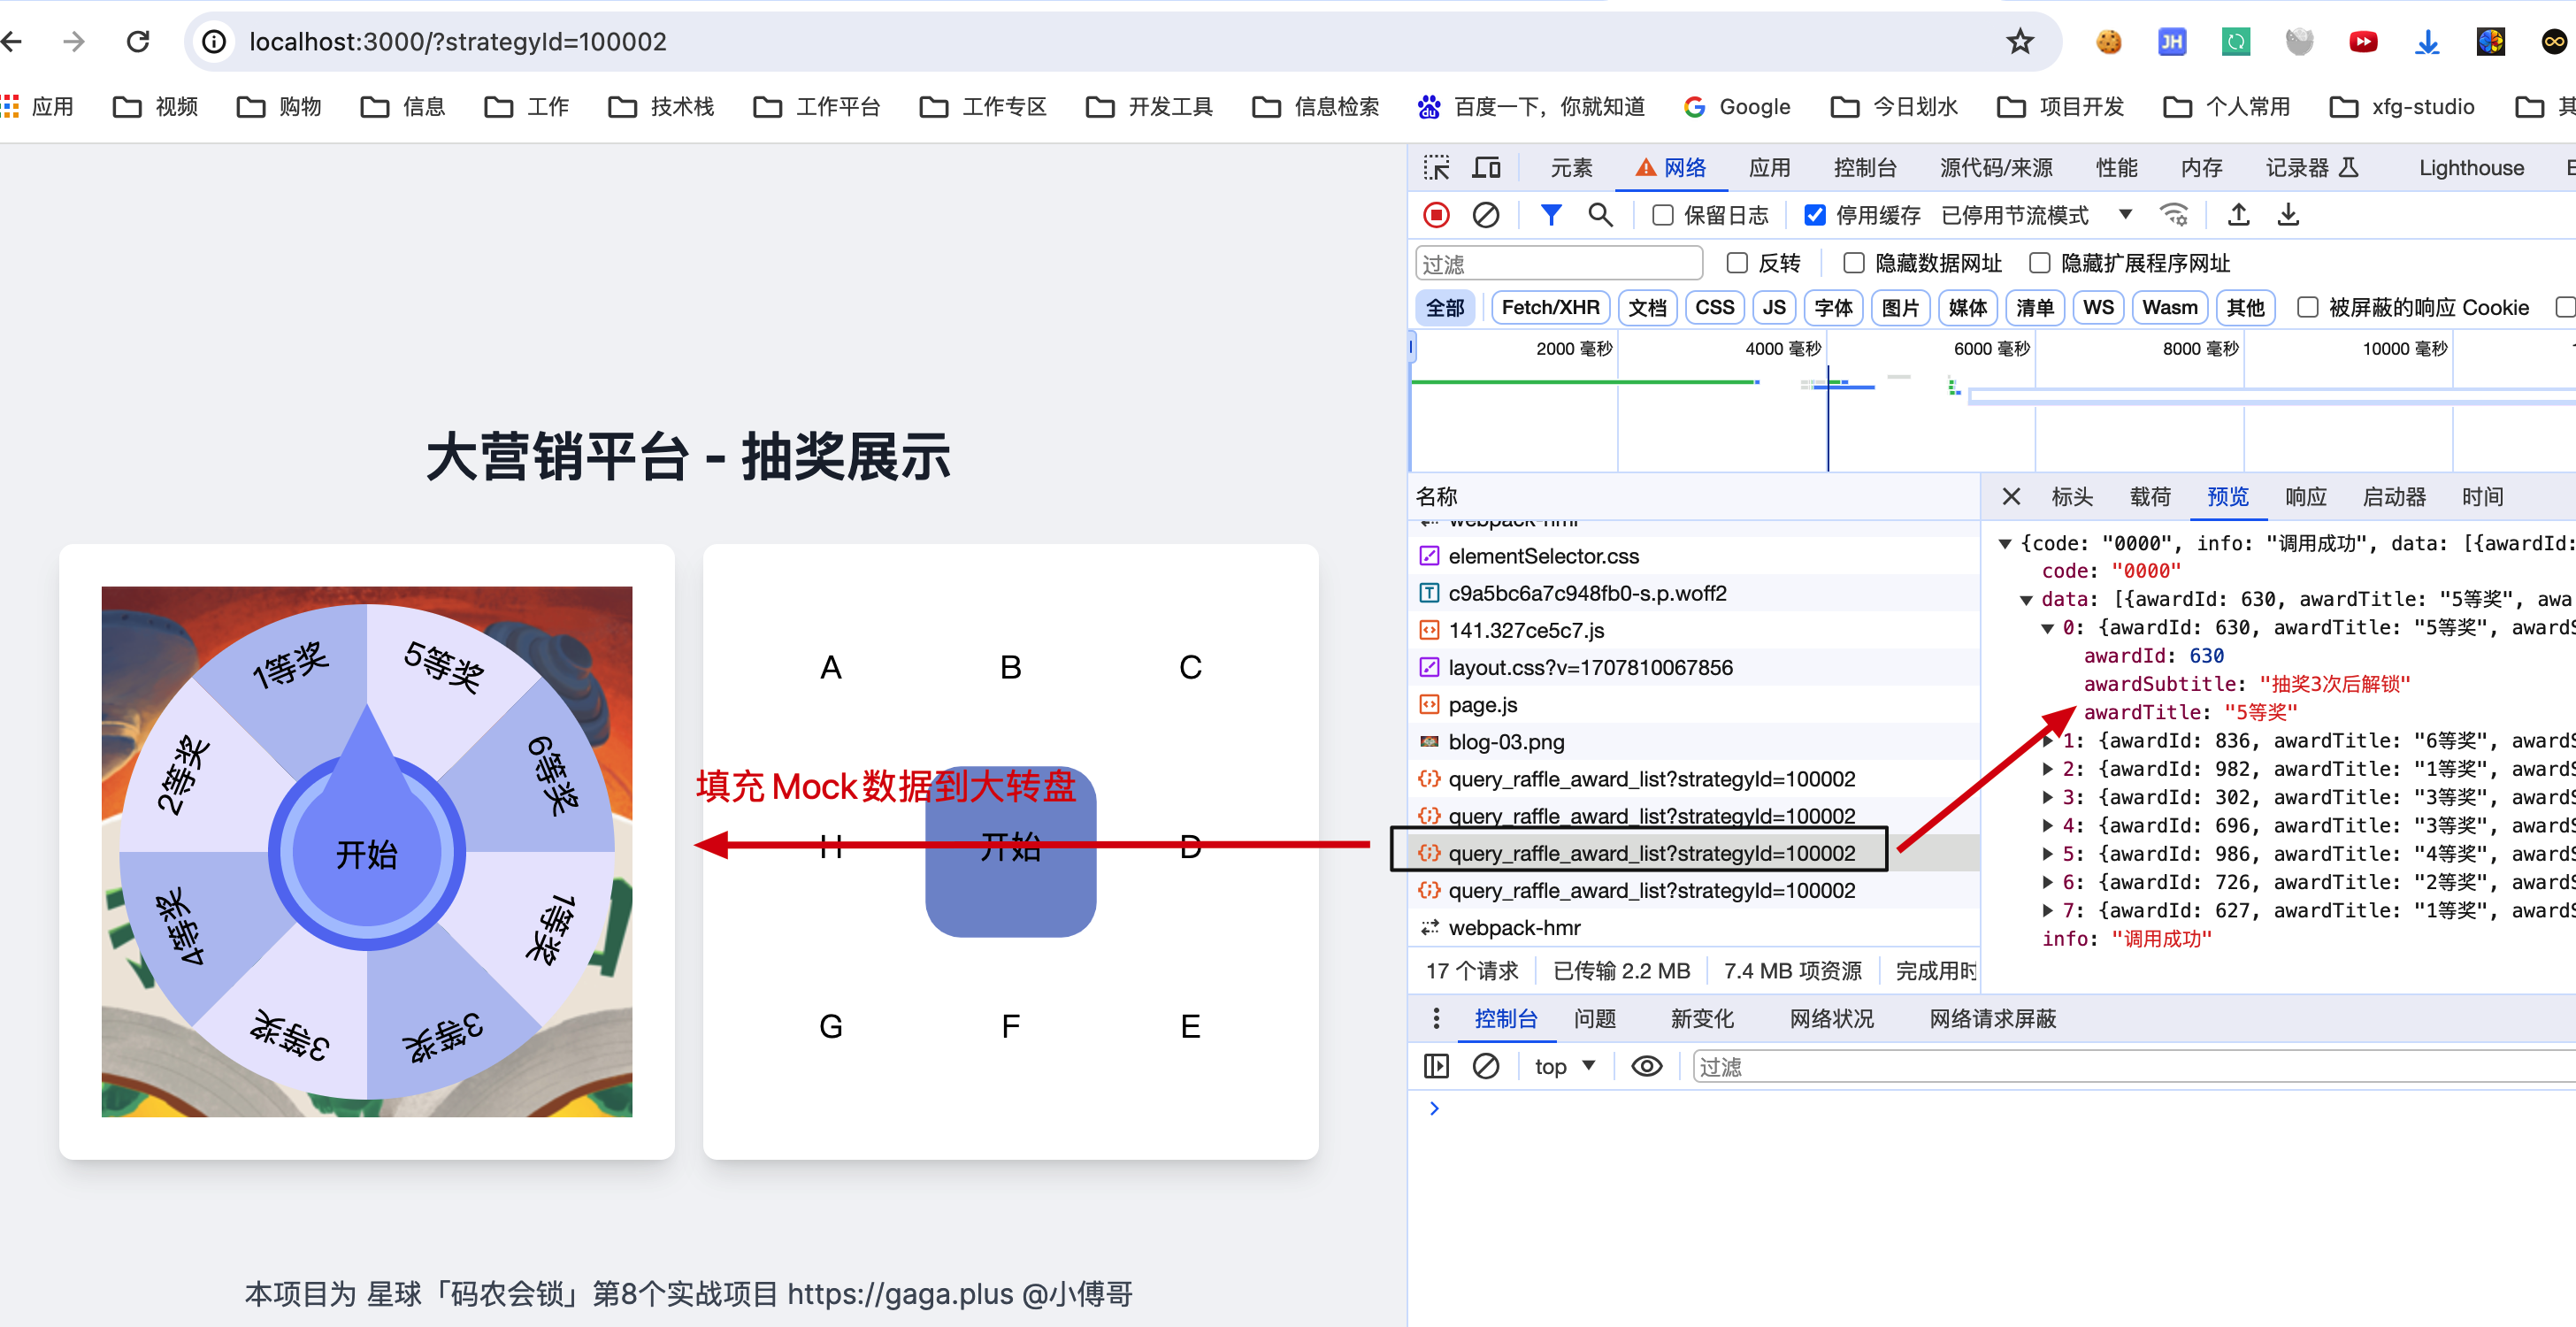 localhost:3000/?strategyId=100002
JH
应用 视频 购物 信息 工作 技术栈 工作平台 工作专区 开发工具 信息检索 百度一下，你就知道 Google 今日划水 项目开发 个人常用 xfg-studio 其
元素 网络 应用 控制台 源代码/来源 性能 内存 记录器 Lighthouse E
保留日志 停用缓存 已停用节流模式
过滤 反转 隐藏数据网址 隐藏扩展程序网址
全部 Fetch/XHR 文档 CSS JS 字体 图片 媒体 清单 WS Wasm 其他 被屏蔽的响应 Cookie
2000 毫秒 4000 毫秒 6000 毫秒 8000 毫秒 10000 毫秒
大营销平台 - 抽奖展示
1等奖
5等奖
6等奖
1等奖
3等奖
3等奖
4等奖
2等奖
开始
A B C
填充Mock数据到大转盘
H 开始 D
G F E
本项目为 星球「码农会锁」第8个实战项目 https://gaga.plus @小傅哥
名称
webpack-hmr
elementSelector.css
c9a5bc6a7c948fb0-s.p.woff2
141.327ce5c7.js
layout.css?v=1707810067856
page.js
blog-03.png
query_raffle_award_list?strategyId=100002
query_raffle_award_list?strategyId=100002
query_raffle_award_list?strategyId=100002
query_raffle_award_list?strategyId=100002
webpack-hmr
17 个请求 已传输 2.2 MB 7.4 MB 项资源 完成用时
标头 载荷 预览 响应 启动器 时间
{code: "0000", info: "调用成功", data: [{awardId:
code: "0000"
data: [{awardId: 630, awardTitle: "5等奖", awa
0: {awardId: 630, awardTitle: "5等奖", awardS
awardId: 630
awardSubtitle: "抽奖3次后解锁"
awardTitle: "5等奖"
1: {awardId: 836, awardTitle: "6等奖", awardS
2: {awardId: 982, awardTitle: "1等奖", awardS
3: {awardId: 302, awardTitle: "3等奖", awardS
4: {awardId: 696, awardTitle: "3等奖", awardS
5: {awardId: 986, awardTitle: "4等奖", awardS
6: {awardId: 726, awardTitle: "2等奖", awardS
7: {awardId: 627, awardTitle: "1等奖", awardS
info: "调用成功"
控制台 问题 新变化 网络状况 网络请求屏蔽
top 过滤